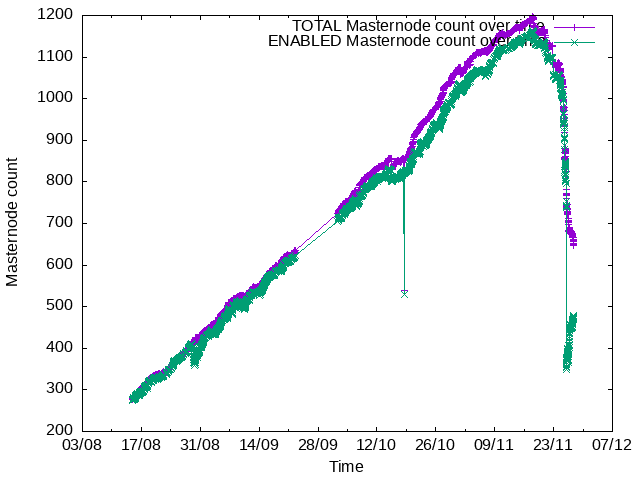 1200
TOTAL Masternode count over time
ENABLED Masternode count over time
1100
1000
900
800
700
600
500
400
300
200
Masternode count
03/08 17/08 31/08 14/09 28/09 12/10 26/10 09/11 23/11 07/12
Time